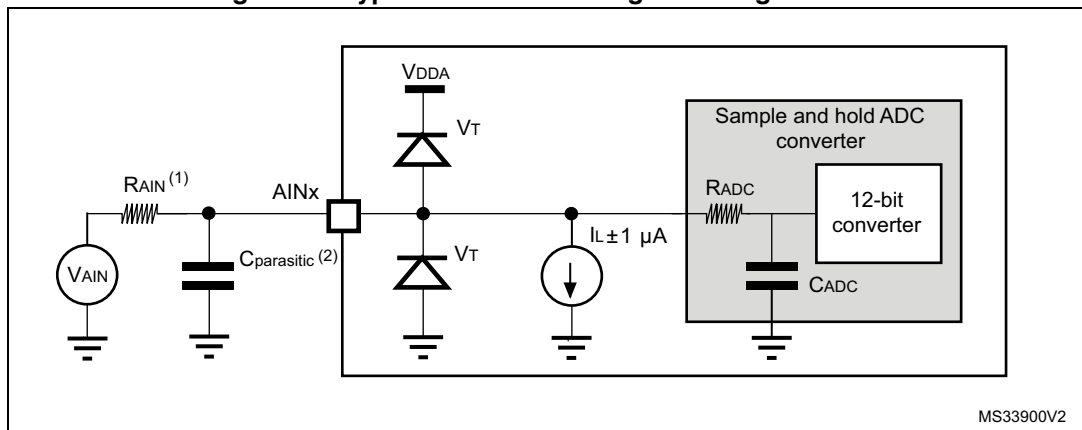 VDDA
VT
Sample and hold ADC
converter
RAIN (1)
AINx
RADC
12-bit
converter
IL±1 µA
VT
Cparasitic (2)
VAIN
CADC
MS33900V2